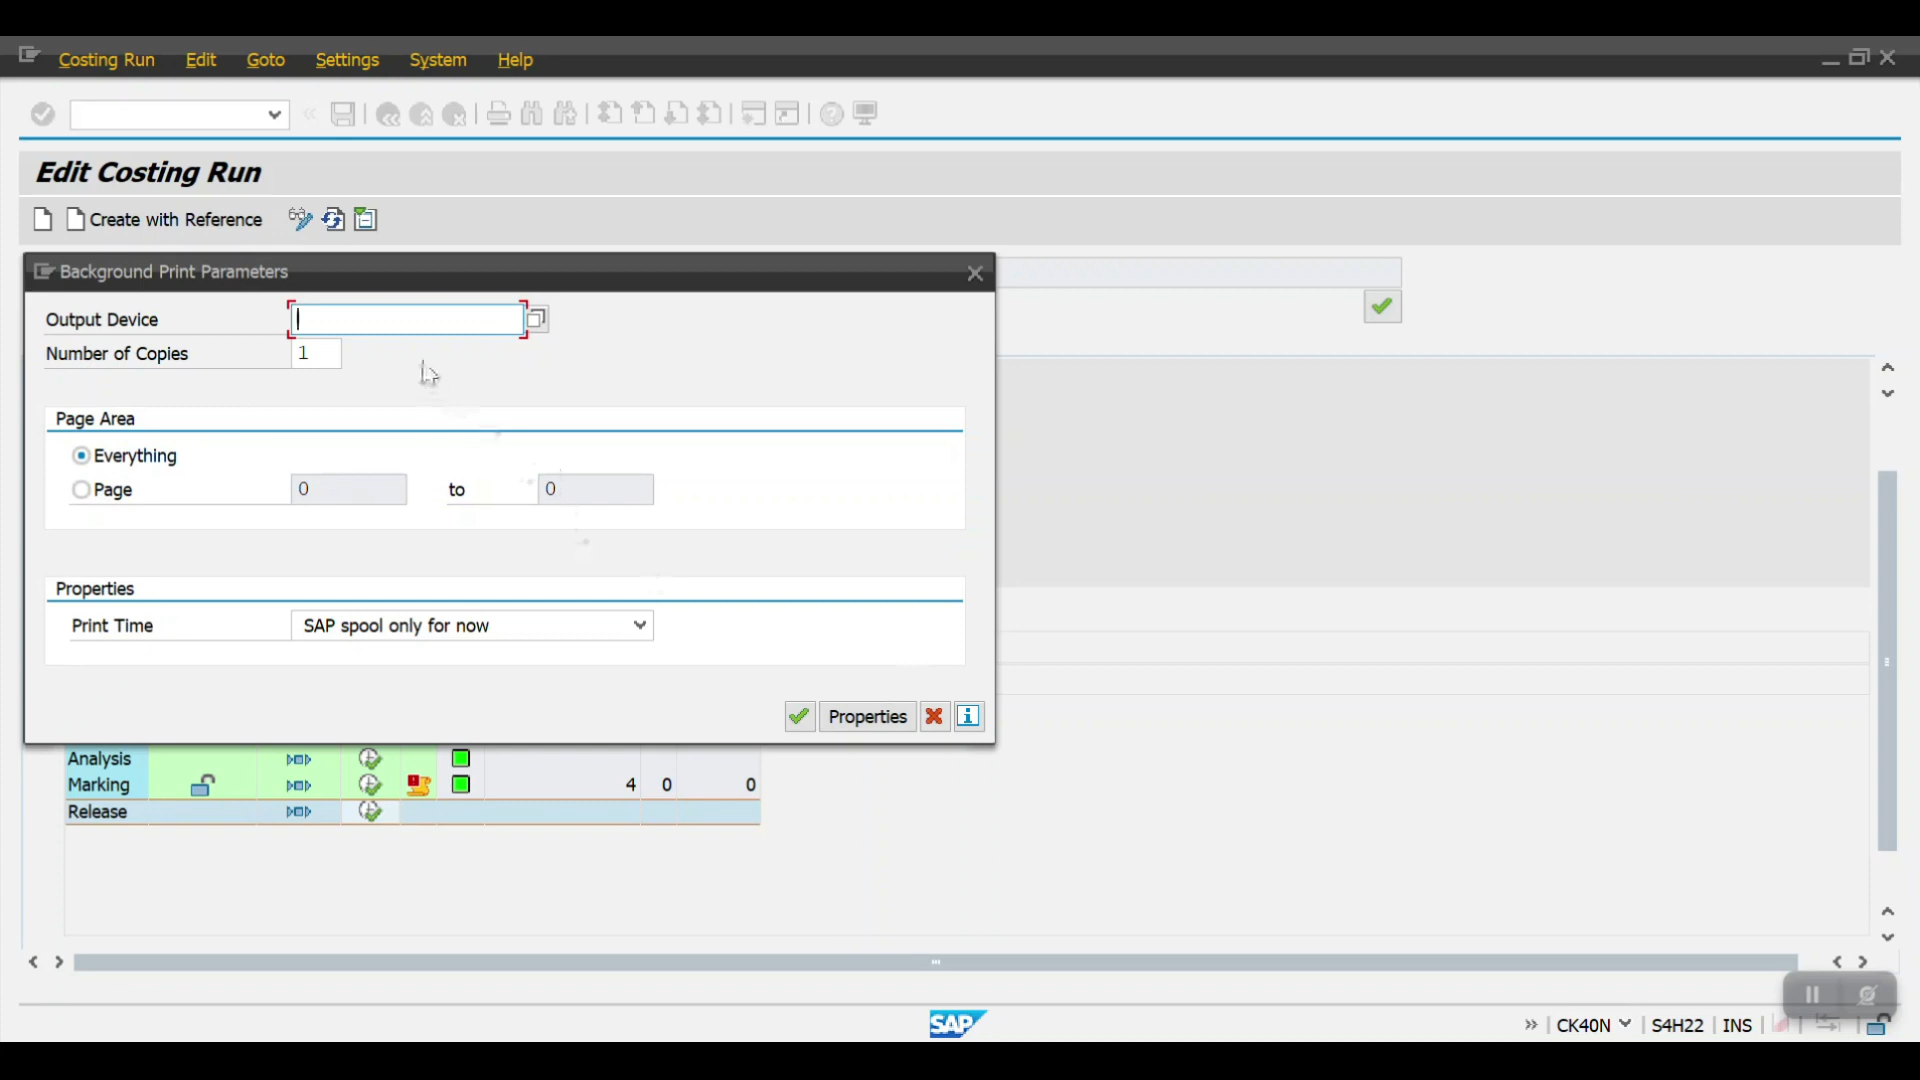 Costing Run Edit Goto Settings System Help
Edit Costing Run
Create with Reference
Background Print Parameters
Output Device
Number of Copies 1
Page Area
Everything
Page 0 to 0
Properties
Print Time SAP spool only for now
Properties
Analysis
Marking 4 0 0
Release
SAP CK40N S4H22 INS